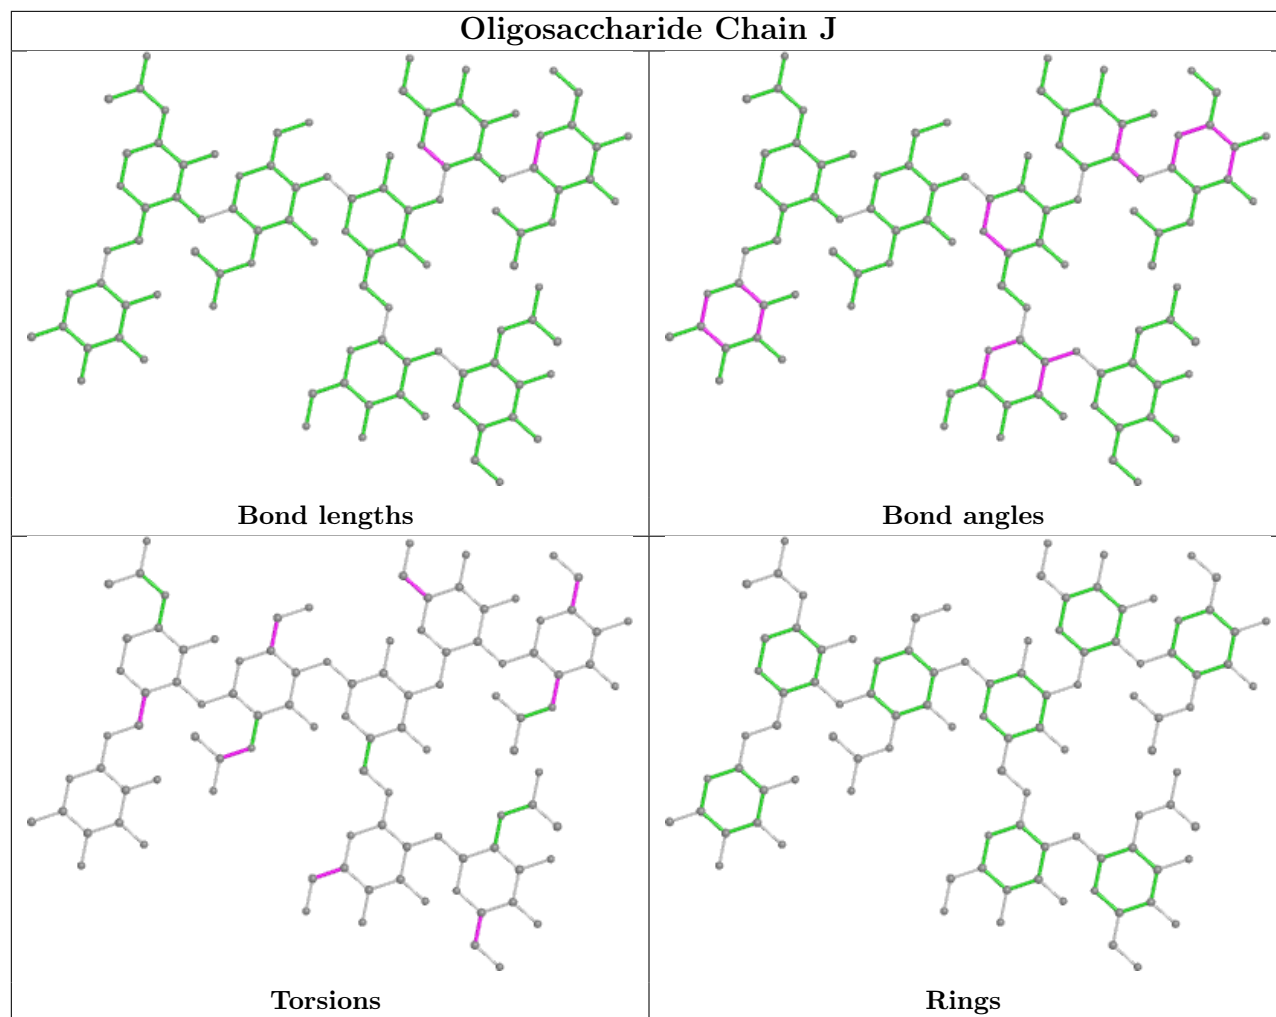 Oligosaccharide Chain J
Bond lengths
Bond angles
Torsions
Rings